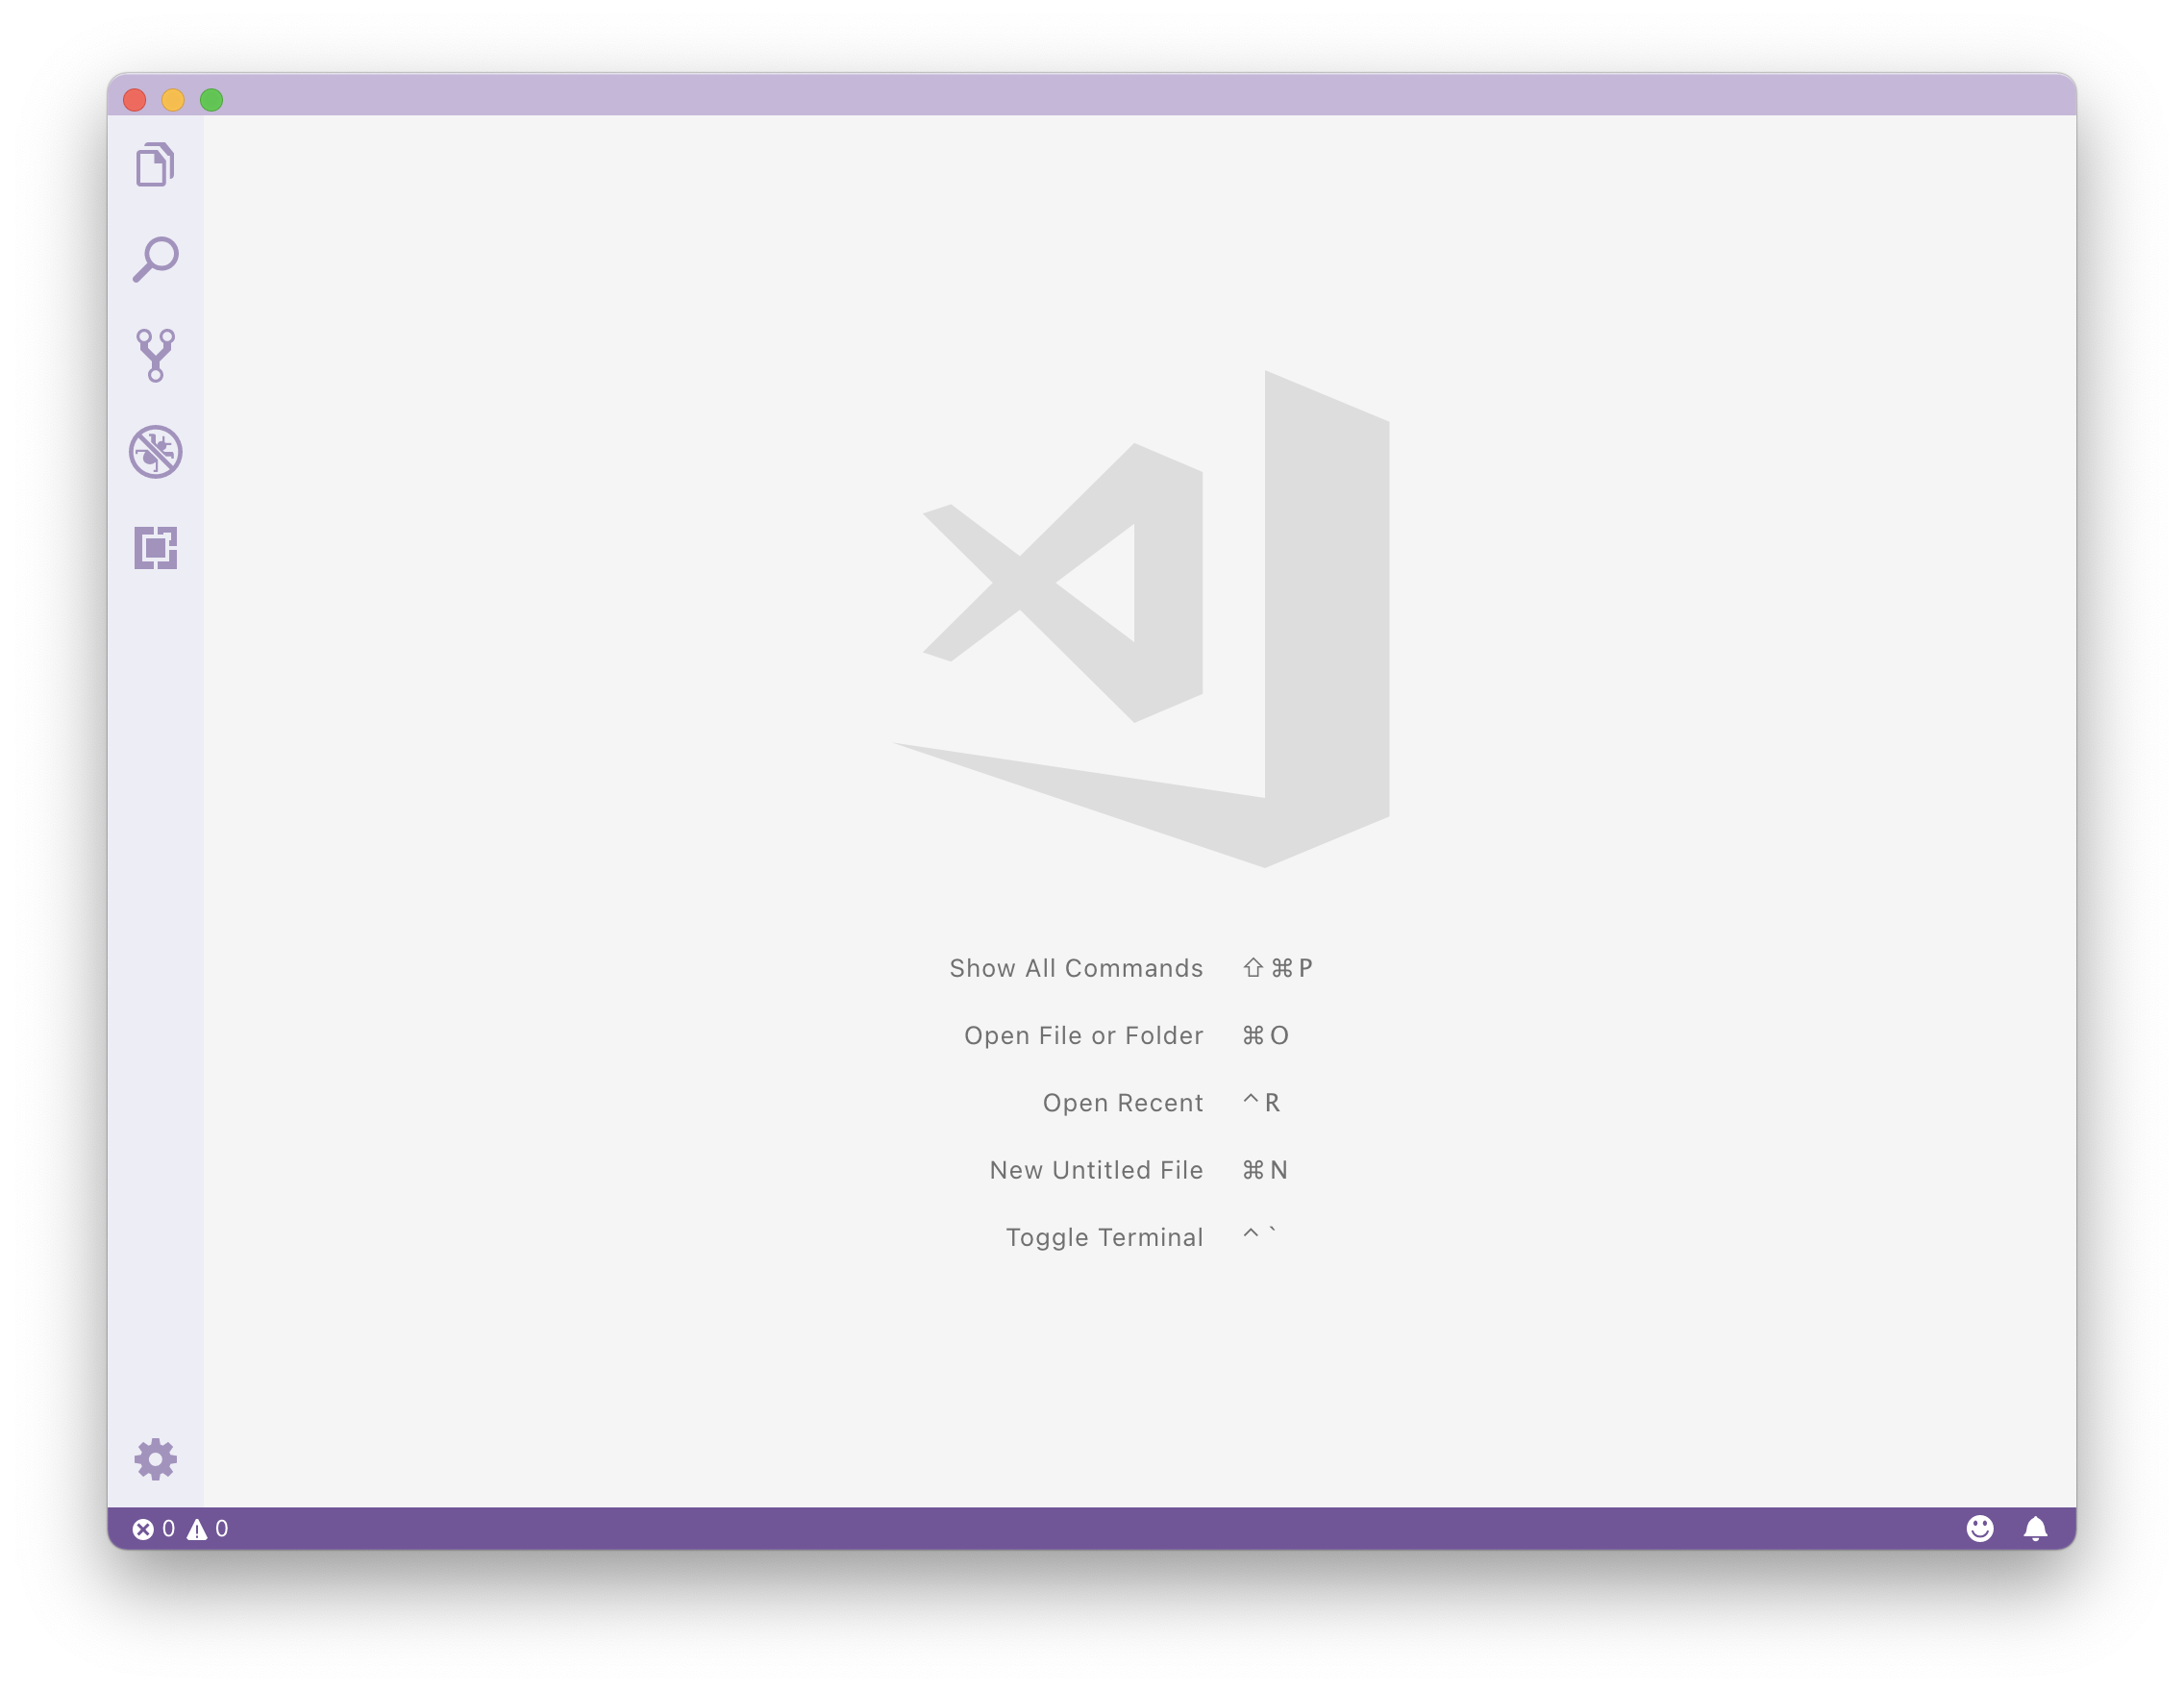 Show All Commands ⇧⌘P
Open File or Folder ⌘O
Open Recent ^R
New Untitled File ⌘N
Toggle Terminal ^`
0 0